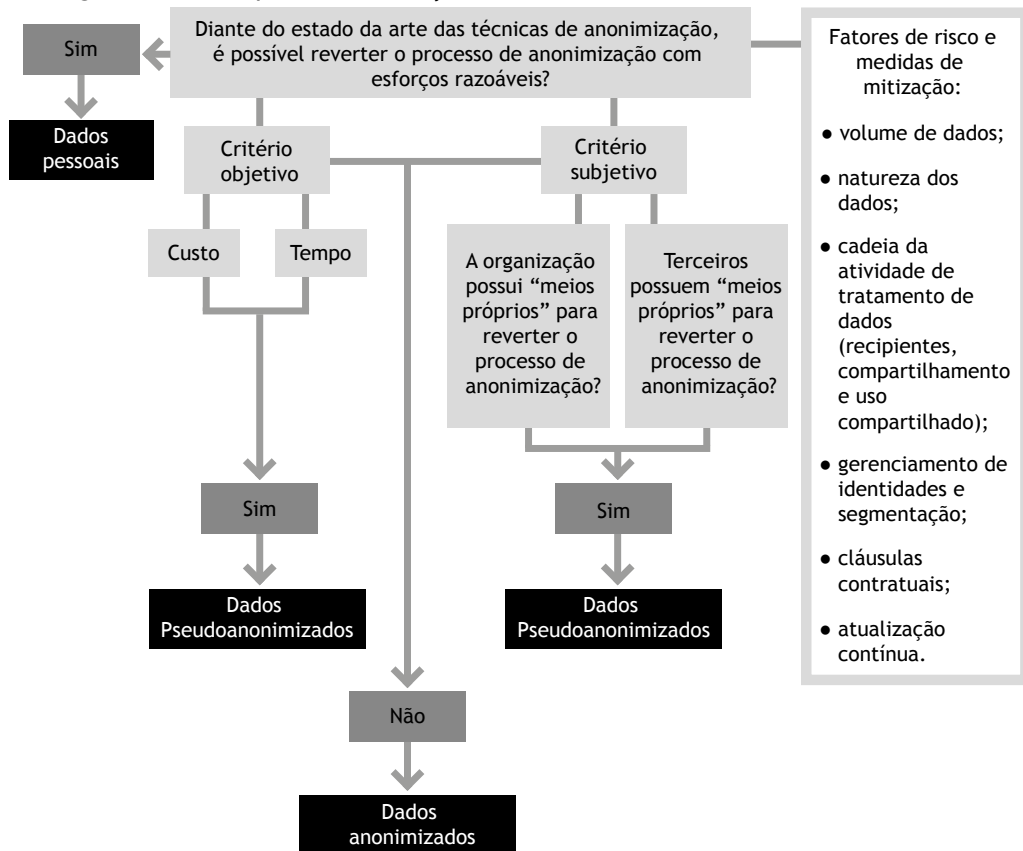 Diante do estado da arte das técnicas de anonimização,
é possível reverter o processo de anonimização com
esforços razoáveis?
Sim
Dados
pessoais
Critério
objetivo
Critério
subjetivo
Custo
Tempo
A organização
possui “meios
próprios” para
reverter o
processo de
anonimização?
Terceiros
possuem “meios
próprios” para
reverter o
processo de
anonimização?
Sim
Sim
Dados
Pseudoanonimizados
Dados
Pseudoanonimizados
Não
Dados
anonimizados
Fatores de risco e
medidas de
mitização:
● volume de dados;
● natureza dos
dados;
● cadeia da
atividade de
tratamento de
dados
(recipientes,
compartilhamento
e uso
compartilhado);
● gerenciamento de
identidades e
segmentação;
● cláusulas
contratuais;
● atualização
contínua.